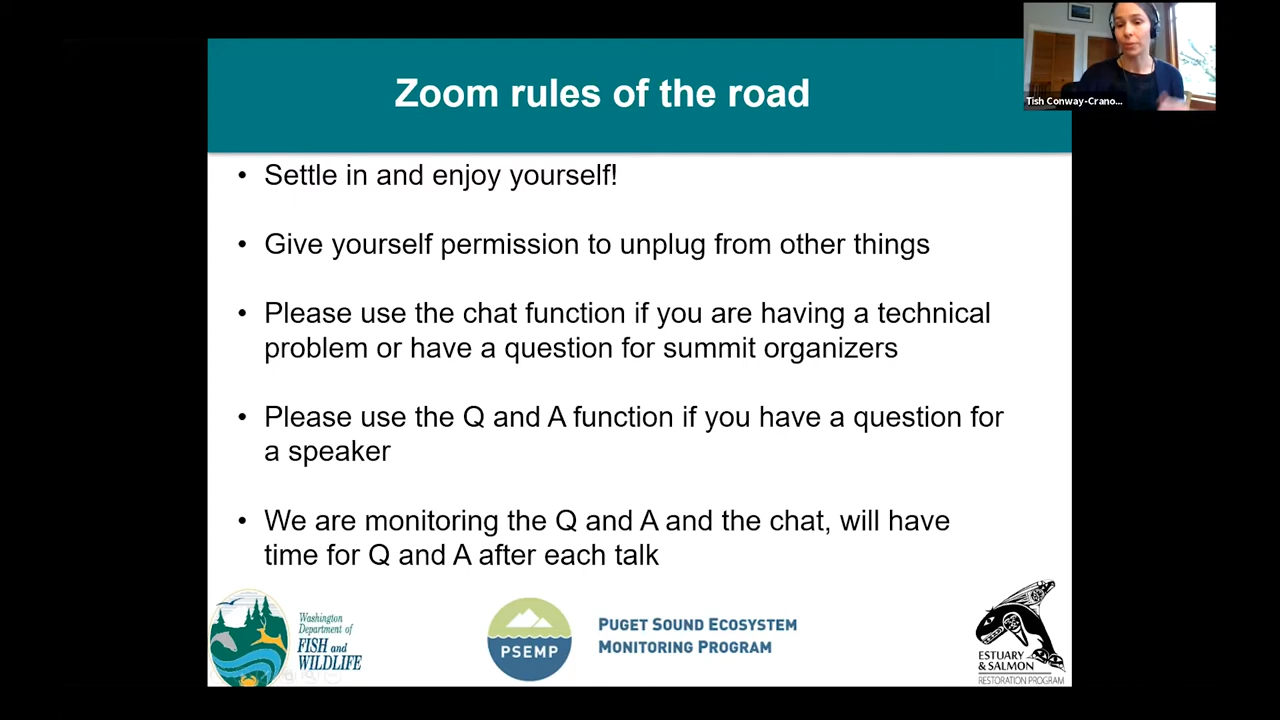 Zoom rules of the road
Tish Conway-Crano...
• Settle in and enjoy yourself!
• Give yourself permission to unplug from other things
• Please use the chat function if you are having a technical
problem or have a question for summit organizers
• Please use the Q and A function if you have a question for
a speaker
• We are monitoring the Q and A and the chat, will have
time for Q and A after each talk
Washington
Department of
FISH and
WILDLIFE
PSEMP
PUGET SOUND ECOSYSTEM
MONITORING PROGRAM
ESTUARY
& SALMON
RESTORATION PROGRAM